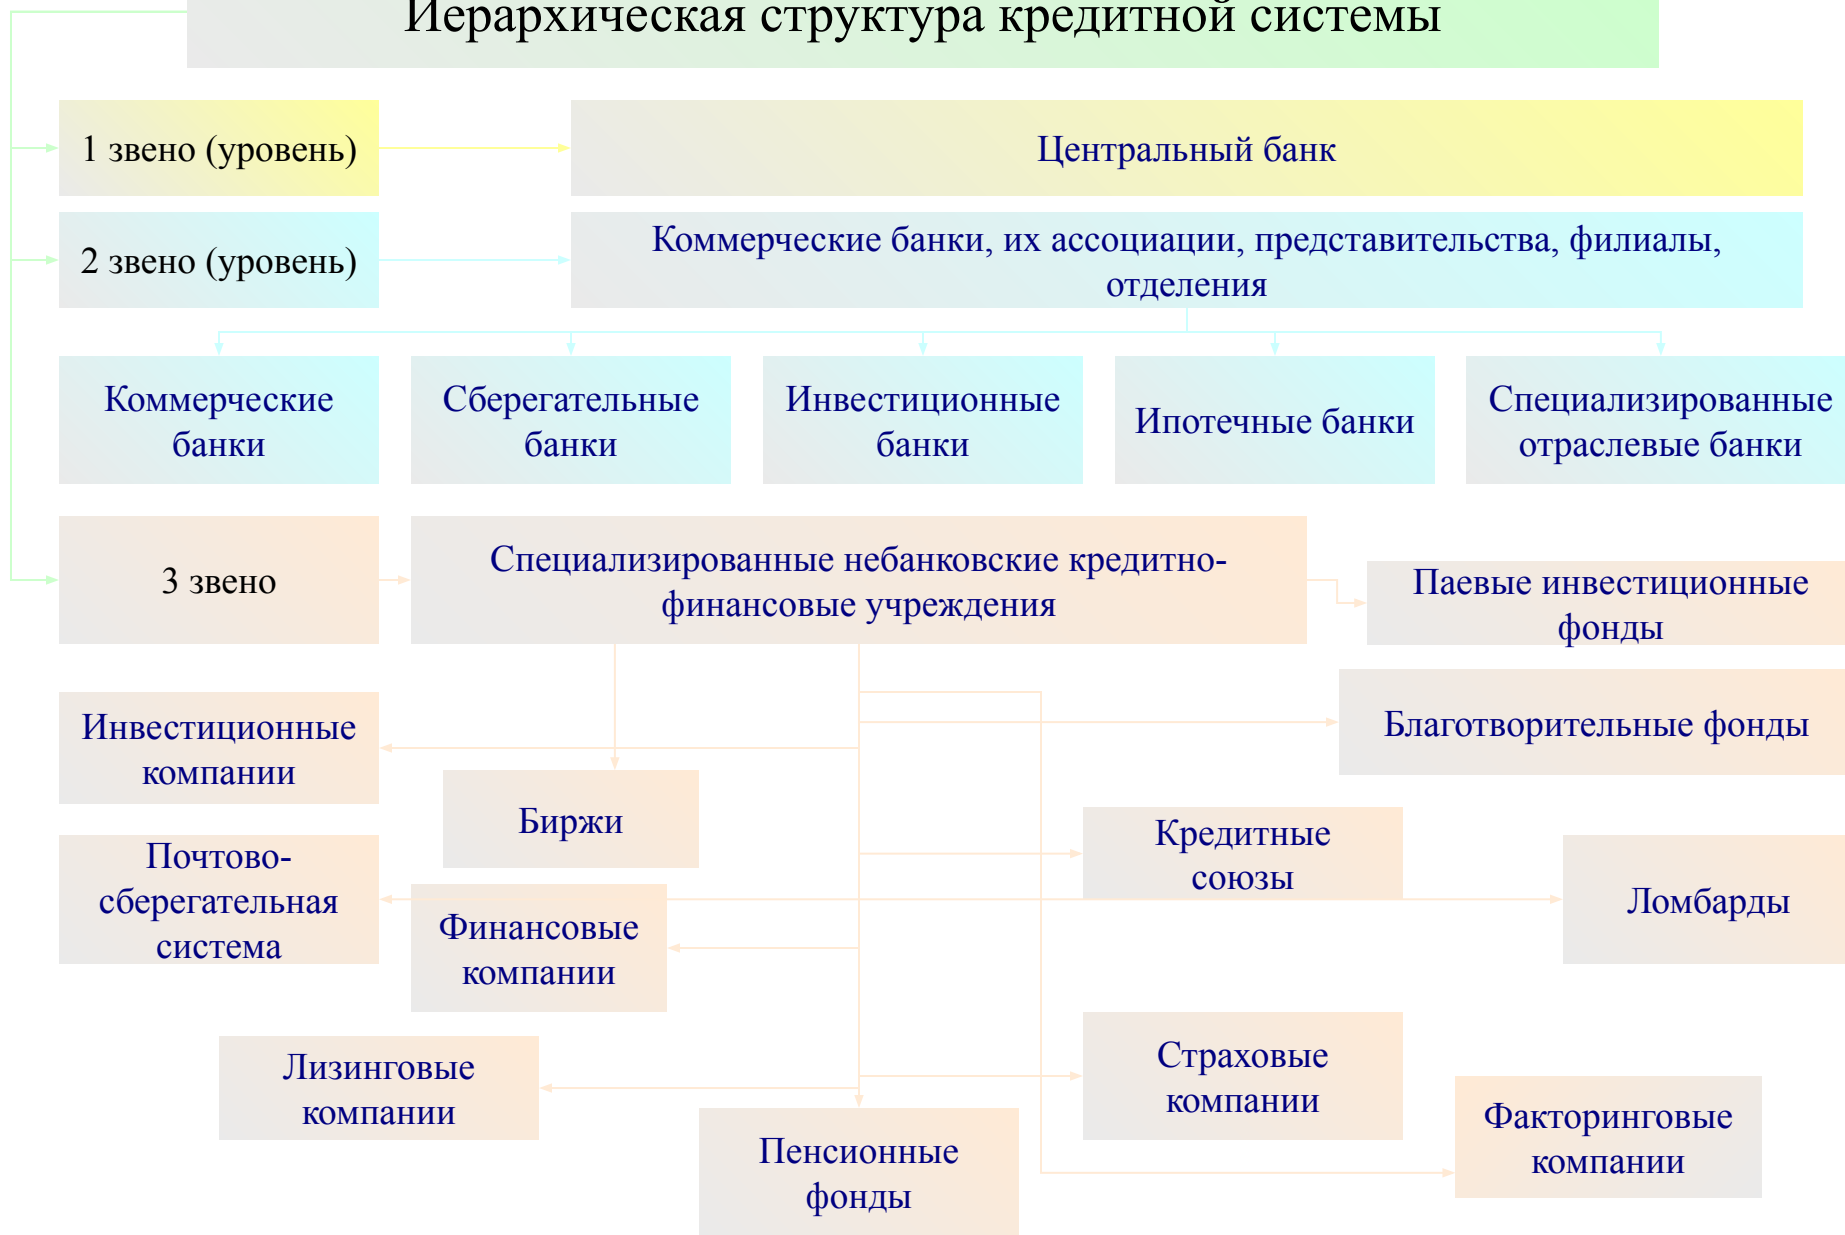 Иерархическая структура кредитной системы
1 звено (уровень)
Центральный банк
2 звено (уровень)
Коммерческие банки, их ассоциации, представительства, филиалы,
отделения
Коммерческие
банки
Сберегательные
банки
Инвестиционные
банки
Ипотечные банки
Специализированные
отраслевые банки
3 звено
Специализированные небанковские кредитно-
финансовые учреждения
Паевые инвестиционные
фонды
Инвестиционные
компании
Благотворительные фонды
Биржи
Кредитные
союзы
Почтово-
сберегательная
система
Ломбарды
Финансовые
компании
Лизинговые
компании
Страховые
компании
Факторинговые
компании
Пенсионные
фонды